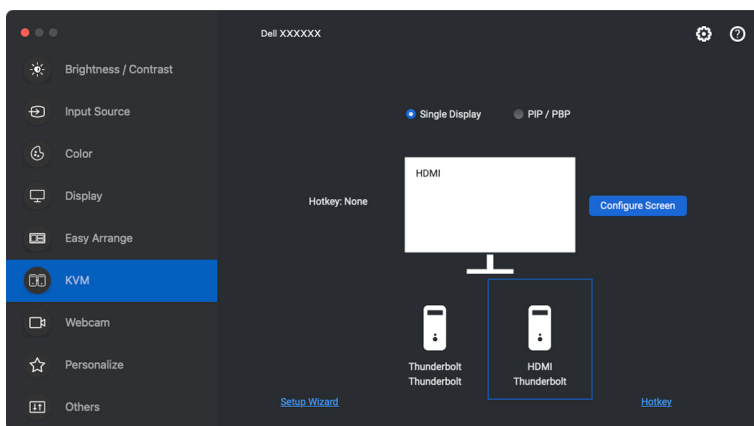 Dell XXXXXX
Brightness / Contrast
Input Source
Color
Display
Easy Arrange
KVM
Webcam
Personalize
Others
Single Display
PIP / PBP
HDMI
Hotkey: None
Configure Screen
Thunderbolt
Thunderbolt
HDMI
Thunderbolt
Setup Wizard
Hotkey